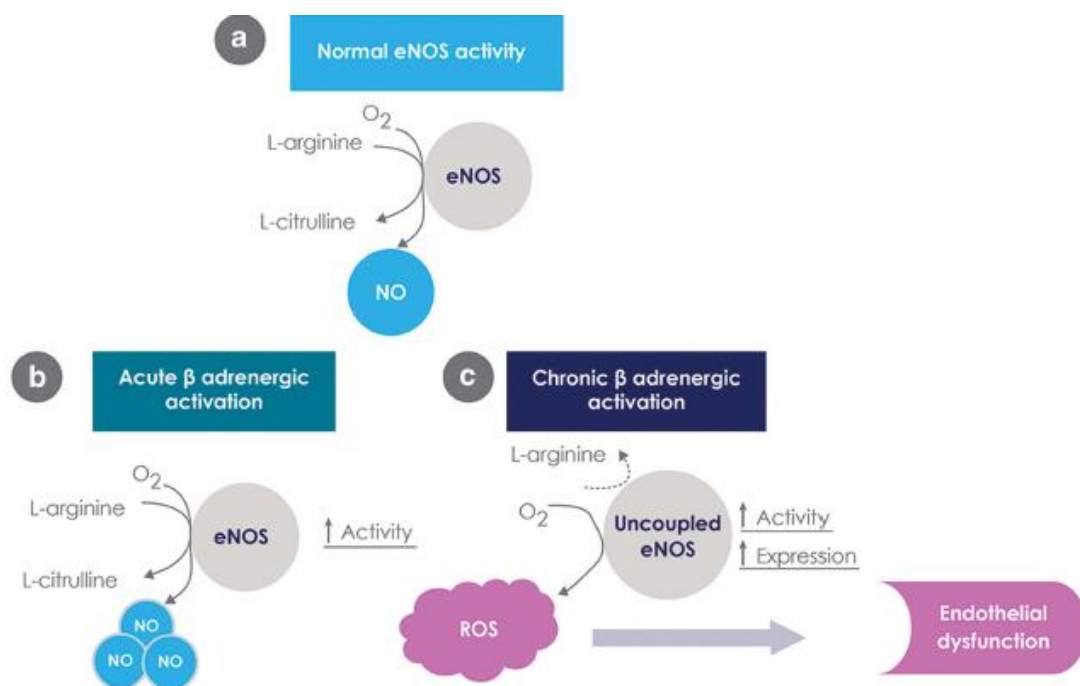 a
Normal eNOS activity
O2
L-arginine
eNOS
L-citrulline
NO
b
Acute β adrenergic
activation
O2
L-arginine
eNOS
↑ Activity
L-citrulline
NO
NO NO
c
Chronic β adrenergic
activation
L-arginine
O2
Uncoupled
eNOS
↑ Activity
↑ Expression
ROS
Endothelial
dysfunction